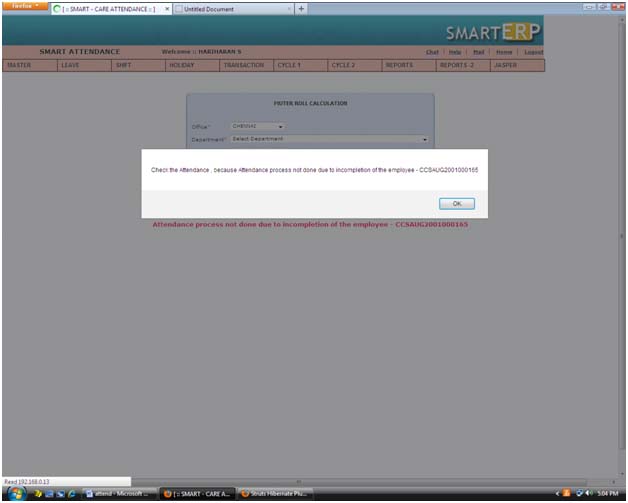 Firefox
[ :: SMART - CARE ATTENDANCE :: ] × Untitled Document × +
SMARTERP
SMART ATTENDANCE Welcome :: HARIHARAN S Chat | Help | Mail | Home | Logout
MASTER LEAVE SHIFT HOLIDAY TRANSACTION CYCLE 1 CYCLE 2 REPORTS REPORTS -2 JASPER
MUTER ROLL CALCULATION
Office* CHENNAI
Department* Select Department
Check the Attendance , because Attendance process not done due to incompletion of the employee - CCSAUG2001000165
OK
Attendance process not done due to incompletion of the employee - CCSAUG2001000165
Read 192.168.0.13
attend - Microsoft ... [ :: SMART - CARE A... Struts Hibernate Plu... 5:04 PM